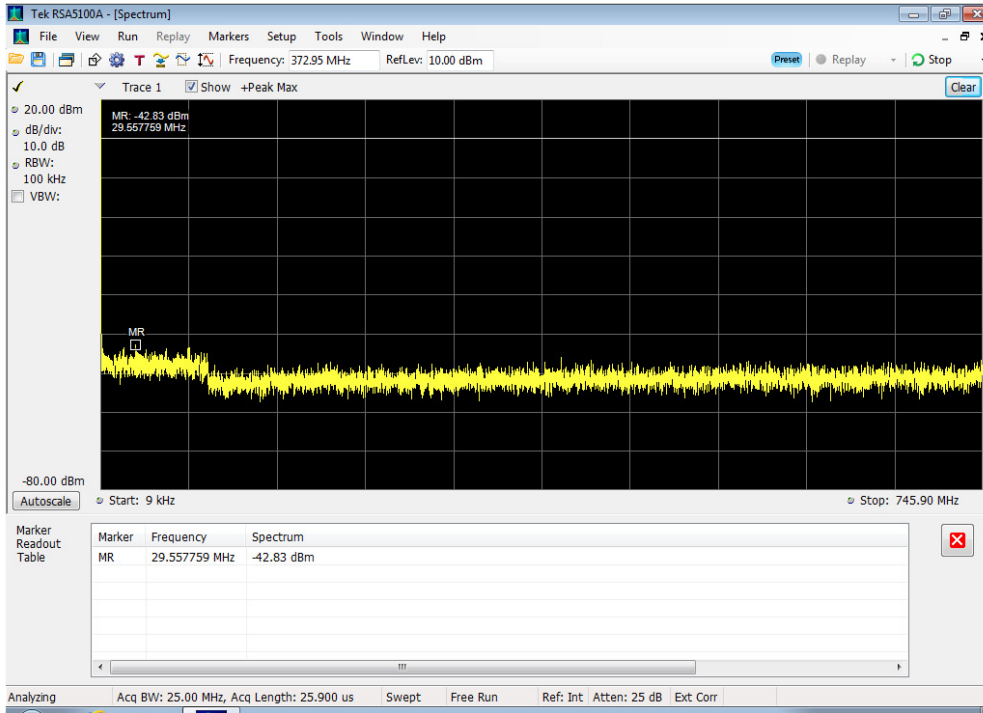 Tek RSA5100A - [Spectrum]
File View Run Replay Markers Setup Tools Window Help
T Frequency: 372.95 MHz RefLev: 10.00 dBm Preset Replay Stop
Trace 1 Show +Peak Max Clear
20.00 dBm
dB/div:
10.0 dB
RBW:
100 kHz
VBW:
MR: -42.83 dBm
29.557759 MHz
MR
-80.00 dBm
Autoscale Start: 9 kHz Stop: 745.90 MHz
Marker
Readout
Table
Marker Frequency Spectrum
MR 29.557759 MHz -42.83 dBm
Analyzing Acq BW: 25.00 MHz, Acq Length: 25.900 us Swept Free Run Ref: Int Atten: 25 dB Ext Corr